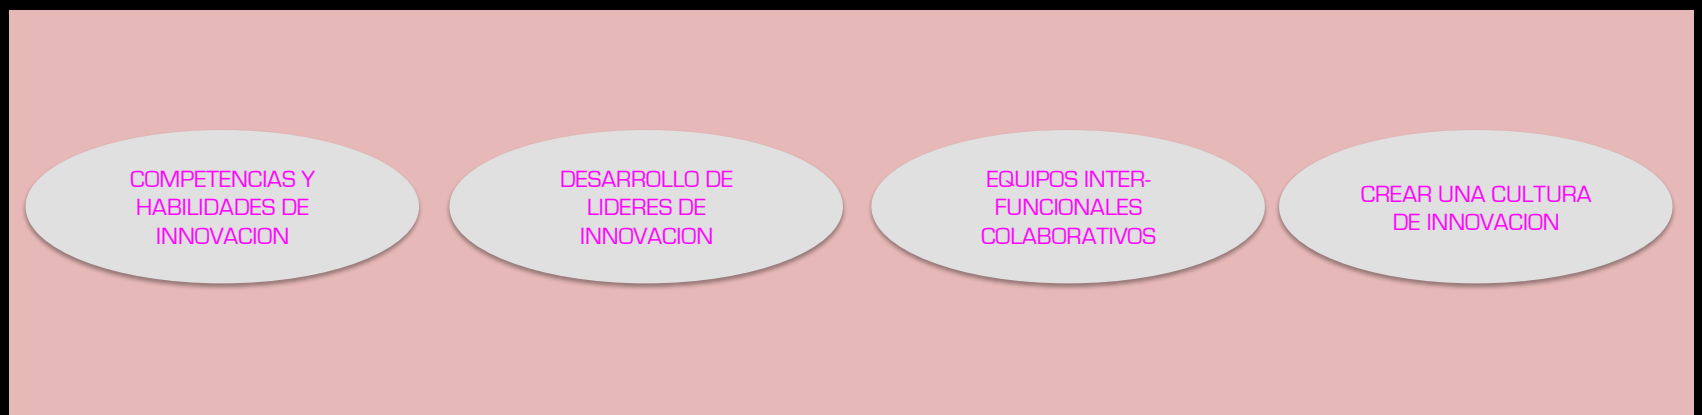 COMPETENCIAS Y
HABILIDADES DE
INNOVACION
DESARROLLO DE
LIDERES DE
INNOVACION
EQUIPOS INTER-
FUNCIONALES
COLABORATIVOS
CREAR UNA CULTURA
DE INNOVACION